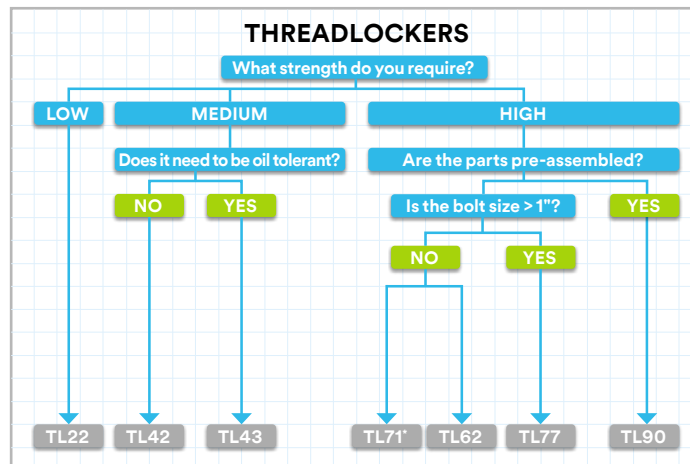 THREADLOCKERS
What strength do you require?
LOW
MEDIUM
HIGH
Does it need to be oil tolerant?
Are the parts pre-assembled?
NO
YES
Is the bolt size > 1"?
YES
NO
YES
TL22
TL42
TL43
TL71*
TL62
TL77
TL90